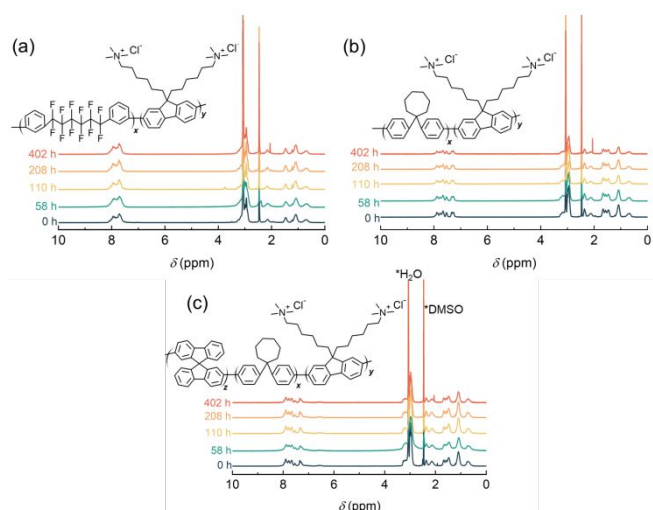 (a)
N⁺ Cl⁻
N⁺ Cl⁻
F F F F F F
F F F F F F
x
y
402 h
208 h
110 h
58 h
0 h
10 8 6 4 2 0
δ (ppm)
(b)
N⁺ Cl⁻
N⁺ Cl⁻
x
y
402 h
208 h
110 h
58 h
0 h
10 8 6 4 2 0
δ (ppm)
*H₂O
(c)
N⁺ Cl⁻
N⁺ Cl⁻
*DMSO
z
x
y
402 h
208 h
110 h
58 h
0 h
10 8 6 4 2 0
δ (ppm)